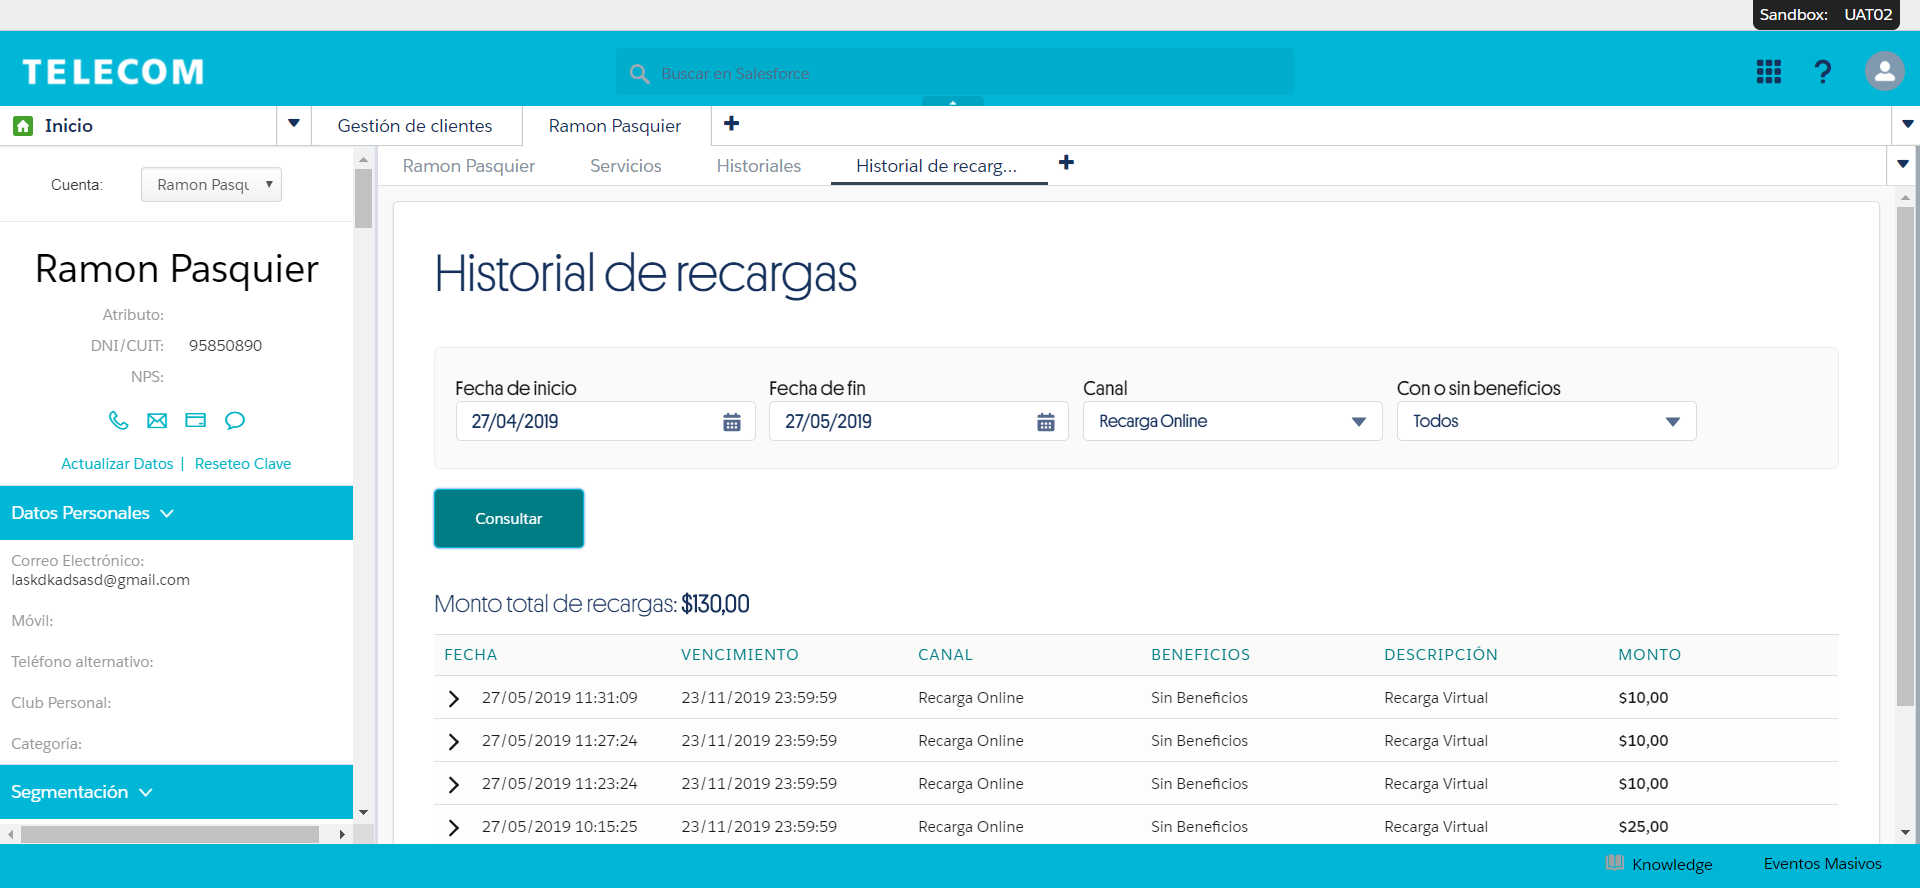 Sandbox: UAT02
TELECOM
Buscar en Salesforce
Inicio
Gestión de clientes
Ramon Pasquier
Cuenta:
Ramon Pasqu
Ramon Pasquier
Servicios
Historiales
Historial de recarg...
Ramon Pasquier
Atributo:
DNI/CUIT: 95850890
NPS:
Actualizar Datos | Reseteo Clave
Datos Personales
Correo Electrónico:
laskdkadsasd@gmail.com
Móvil:
Teléfono alternativo:
Club Personal:
Categoría:
Segmentación
Historial de recargas
Fecha de inicio
27/04/2019
Fecha de fin
27/05/2019
Canal
Recarga Online
Con o sin beneficios
Todos
Consultar
Monto total de recargas: $130,00
FECHA VENCIMIENTO CANAL BENEFICIOS DESCRIPCIÓN MONTO
27/05/2019 11:31:09 23/11/2019 23:59:59 Recarga Online Sin Beneficios Recarga Virtual $10,00
27/05/2019 11:27:24 23/11/2019 23:59:59 Recarga Online Sin Beneficios Recarga Virtual $10,00
27/05/2019 11:23:24 23/11/2019 23:59:59 Recarga Online Sin Beneficios Recarga Virtual $10,00
27/05/2019 10:15:25 23/11/2019 23:59:59 Recarga Online Sin Beneficios Recarga Virtual $25,00
Knowledge
Eventos Masivos